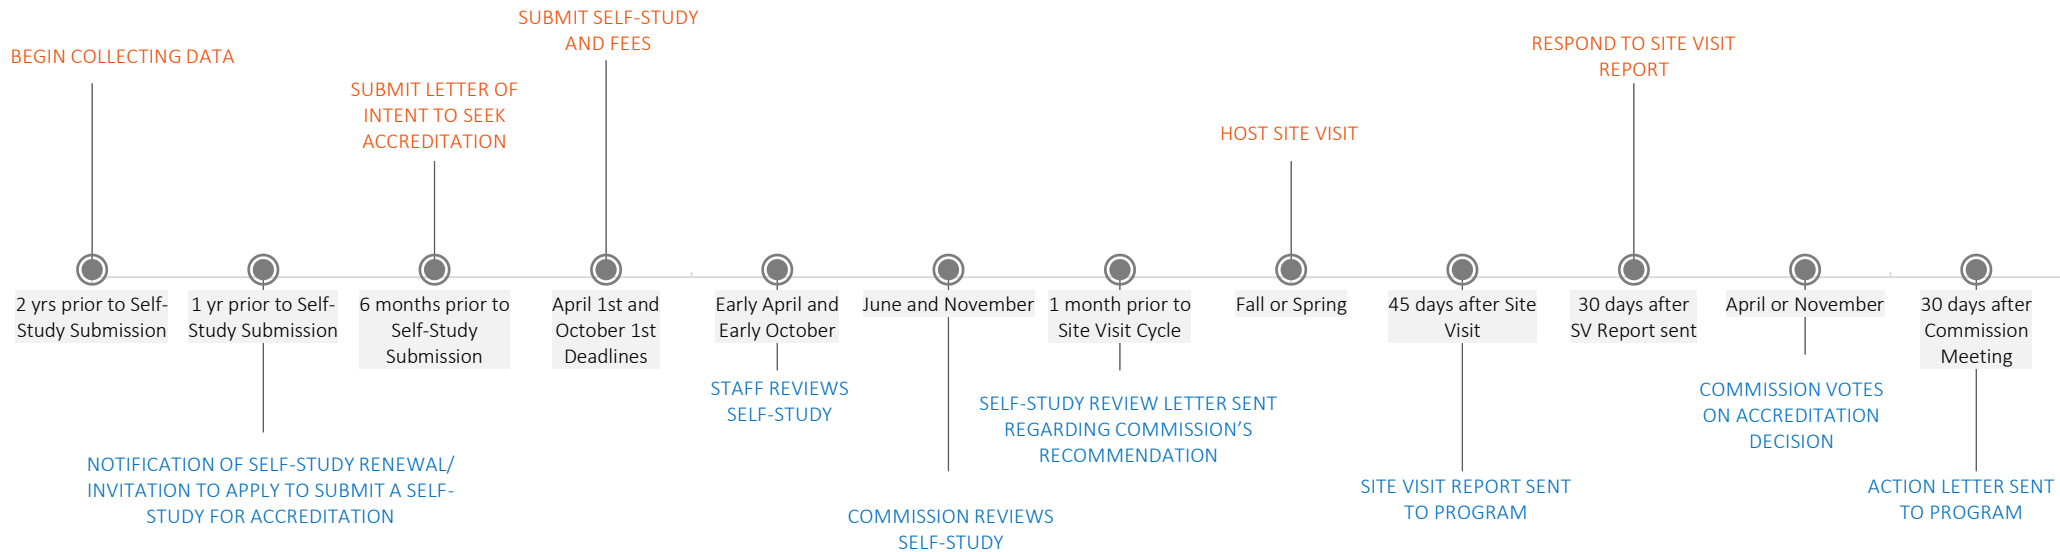 SUBMIT SELF-STUDY
AND FEES
BEGIN COLLECTING DATA
RESPOND TO SITE VISIT
REPORT
SUBMIT LETTER OF
INTENT TO SEEK
ACCREDITATION
HOST SITE VISIT
2 yrs prior to Self-
Study Submission
1 yr prior to Self-
Study Submission
6 months prior to
Self-Study
Submission
April 1st and
October 1st
Deadlines
Early April and
Early October
June and November
1 month prior to
Site Visit Cycle
Fall or Spring
45 days after Site
Visit
30 days after
SV Report sent
April or November
30 days after
Commission
Meeting
NOTIFICATION OF SELF-STUDY RENEWAL/
INVITATION TO APPLY TO SUBMIT A SELF-
STUDY FOR ACCREDITATION
STAFF REVIEWS
SELF-STUDY
COMMISSION REVIEWS
SELF-STUDY
SELF-STUDY REVIEW LETTER SENT
REGARDING COMMISSION’S
RECOMMENDATION
SITE VISIT REPORT SENT
TO PROGRAM
COMMISSION VOTES
ON ACCREDITATION
DECISION
ACTION LETTER SENT
TO PROGRAM